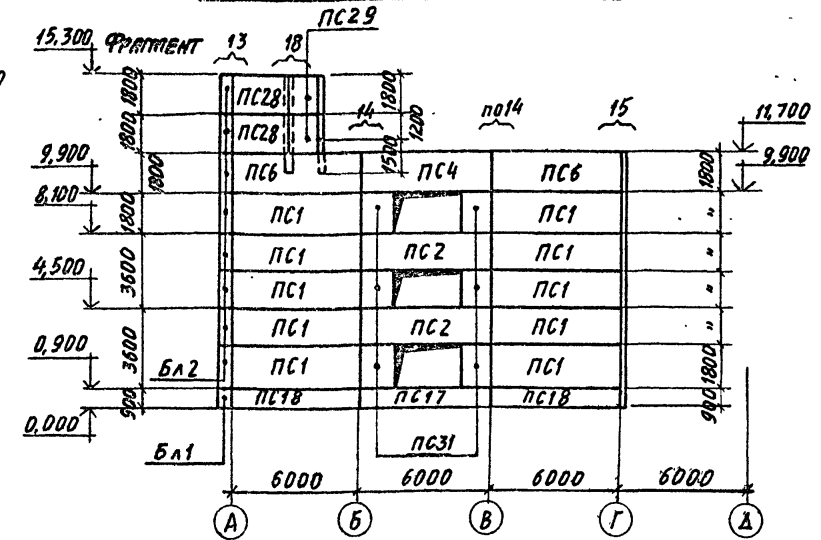 ПС29
15,300 Фрагмент 13 18
1800 ПС28 1800
14 по14 15 11,700
1800 ПС28 1200
9,900 1800 ПС6 1500 ПС4 ПС6 1800 9,900
8,100 1800 ПС1 ПС1 "
ПС1 ПС2 ПС1 "
4,500 3600 ПС1 ПС1 "
ПС1 ПС2 ПС1 "
0,900 3600 Бл2 ПС1 ПС1 1800
900 ПС18 ПС17 ПС18 900
0,000
Бл1 ПС31
6000 6000 6000 6000
А Б В Г Д